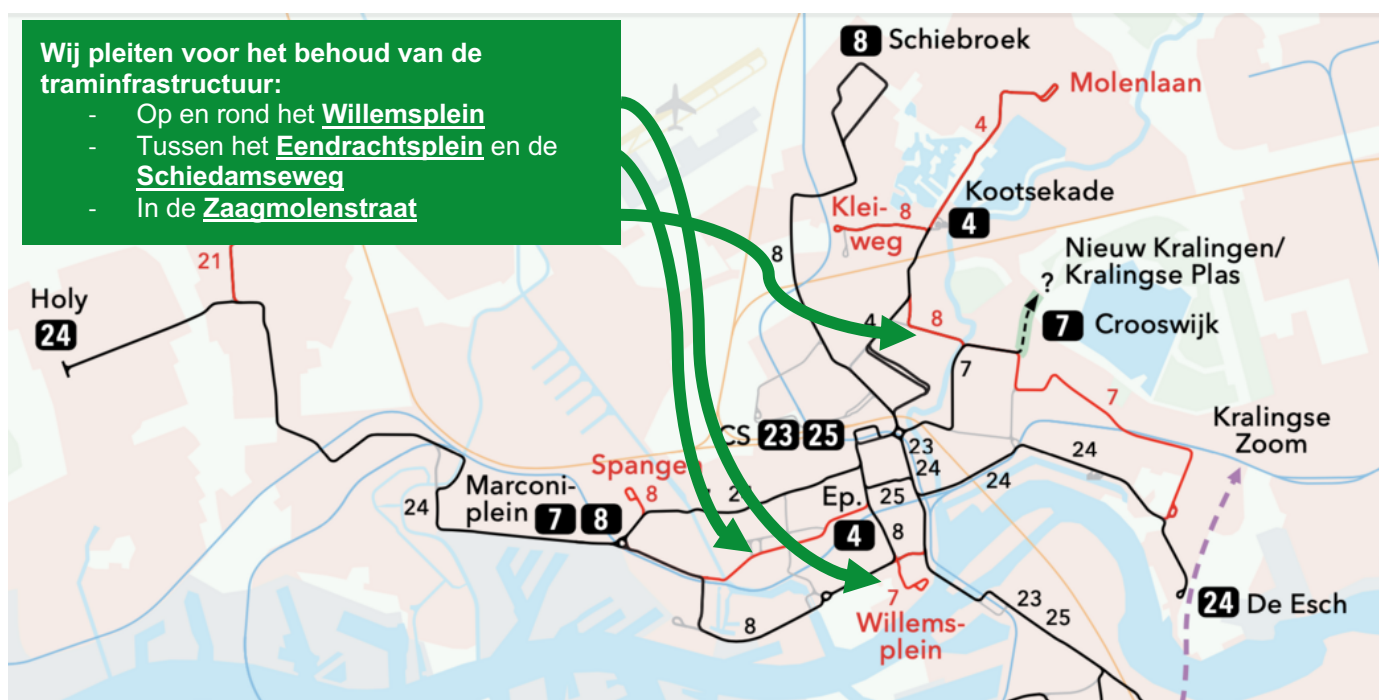 Wij pleiten voor het behoud van de
traminfrastructuur:
- Op en rond het Willemsplein
- Tussen het Eendrachtsplein en de
Schiedamseweg
- In de Zaagmolenstraat
8 Schiebroek
Molenlaan
4
Kootsekade
4
Klei-
weg
8
8
Nieuw Kralingen/
Kralingse Plas
?
7 Crooswijk
21
Holy
24
4
8
7
7
Kralingse
Zoom
CS 23 25
23
24
24
24
Spangen
8
Marconi-
plein 7 8
24
Ep.
4
25
8
7
Willems-
plein
8
23
25
24 De Esch